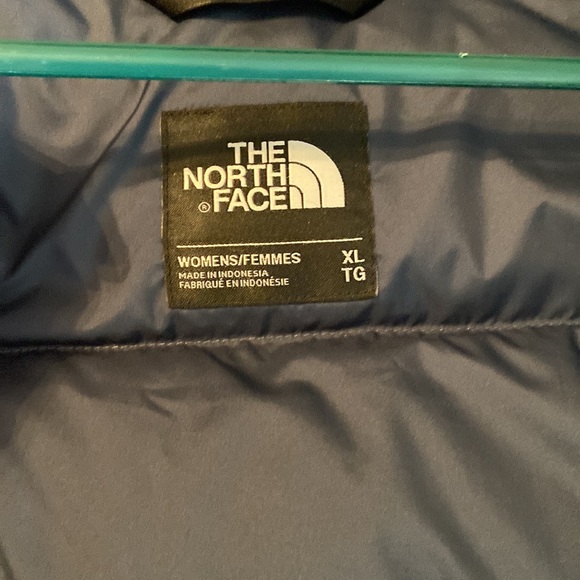 THE
NORTH
® FACE
WOMENS/FEMMES XL
MADE IN INDONESIA TG
FABRIQUÉ EN INDONÉSIE